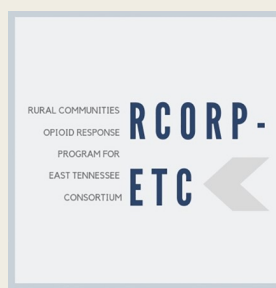 RURAL COMMUNITIES
OPIOID RESPONSE
PROGRAM FOR
EAST TENNESSEE
CONSORTIUM
RCORP-
ETC